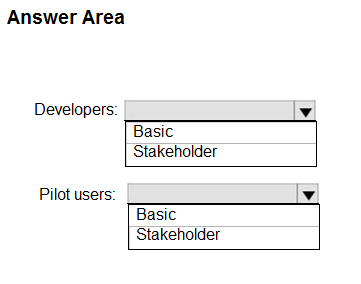 Answer Area
Developers:
Basic
Stakeholder
Pilot users:
Basic
Stakeholder